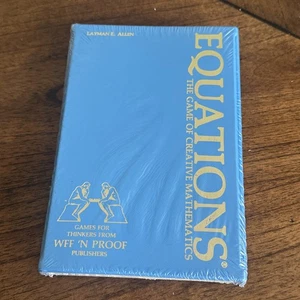 LAYMAN E. ALLEN
EQUATIONS®
THE GAME OF CREATIVE MATHEMATICS
GAMES FOR
THINKERS FROM
WFF 'N PROOF
PUBLISHERS